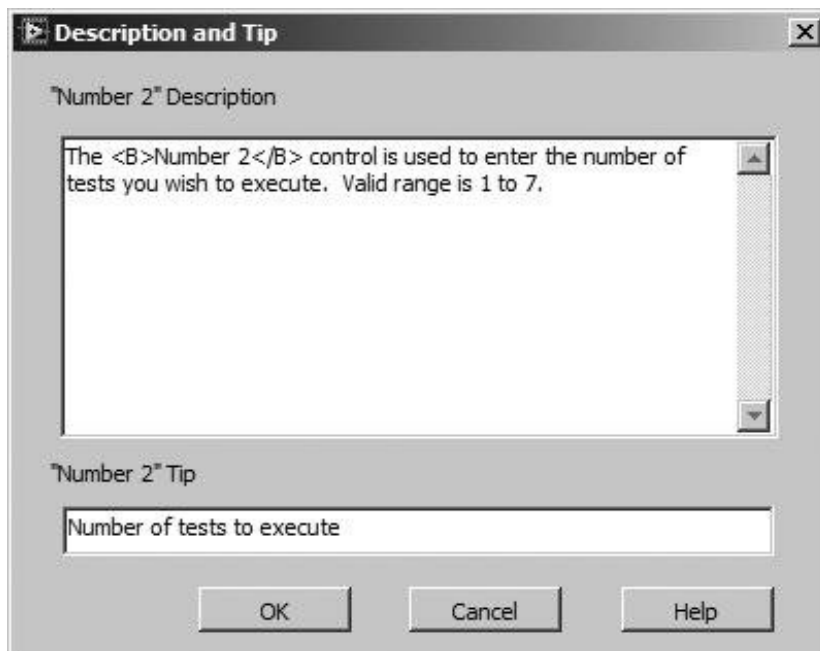 Description and Tip
"Number 2" Description
The <B>Number 2</B> control is used to enter the number of
tests you wish to execute.  Valid range is 1 to 7.
"Number 2" Tip
Number of tests to execute
OK Cancel Help